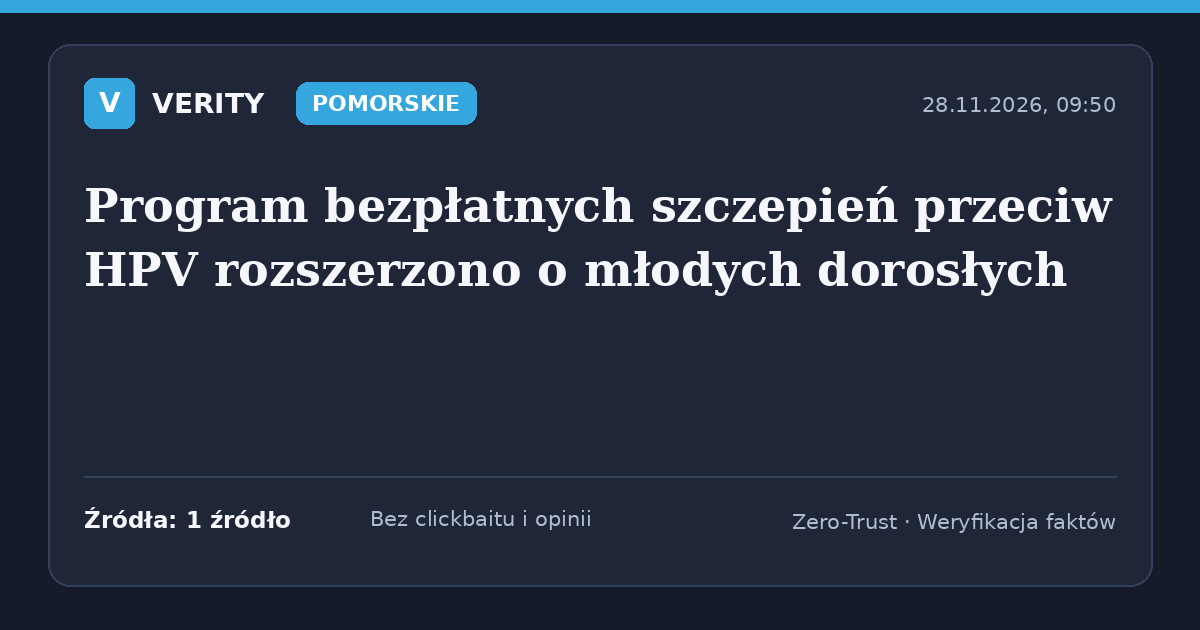 V VERITY POMORSKIE 28.11.2026, 09:50
Program bezpłatnych szczepień przeciw
HPV rozszerzono o młodych dorosłych
Źródła: 1 źródło Bez clickbaitu i opinii Zero-Trust · Weryfikacja faktów